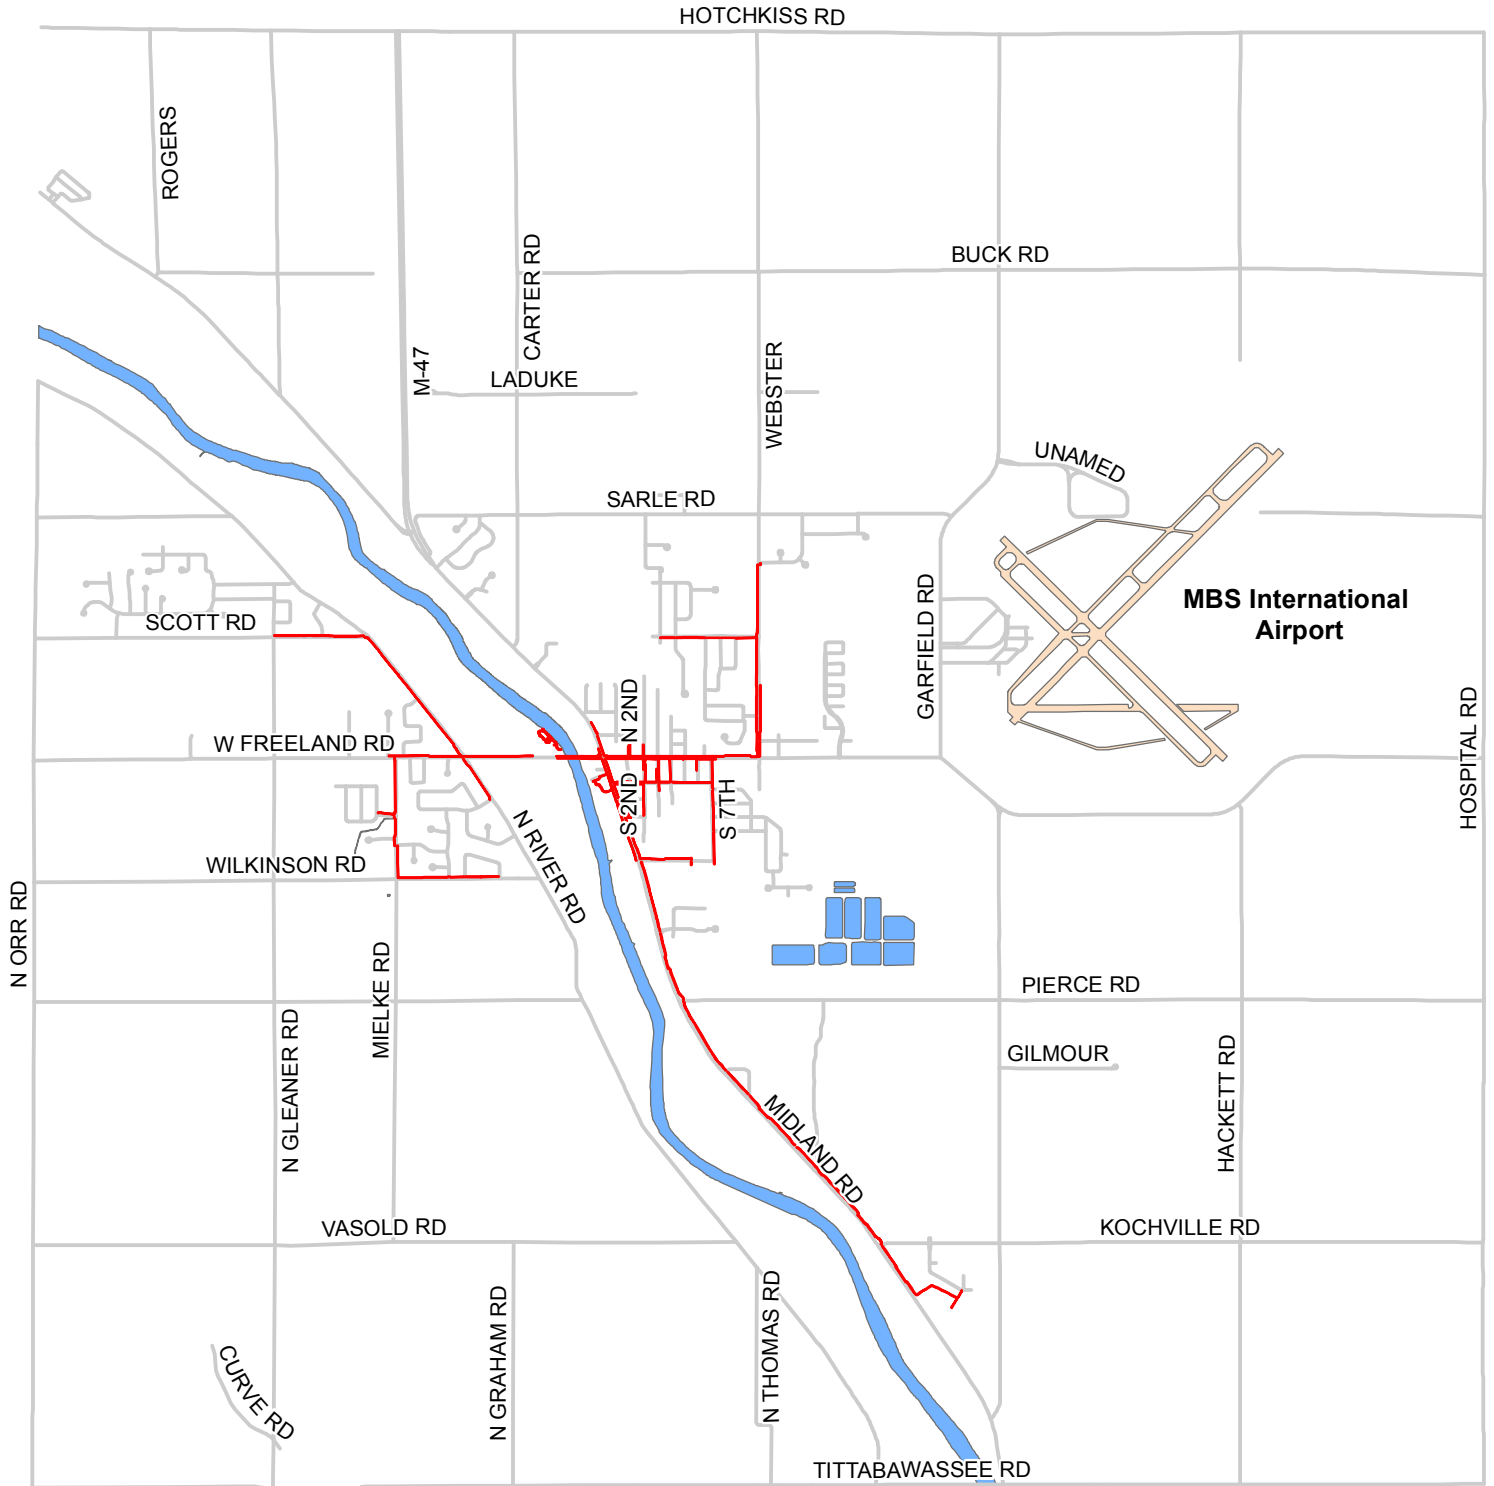 HOTCHKISS RD
ROGERS
BUCK RD
CARTER RD
M-47
LADUKE
WEBSTER
UNAMED
SARLE RD
MBS International
Airport
SCOTT RD
GARFIELD RD
N 2ND
W FREELAND RD
HOSPITAL RD
S 2ND
S 7TH
N RIVER RD
WILKINSON RD
N ORR RD
MIELKE RD
PIERCE RD
N GLEANER RD
GILMOUR
HACKETT RD
MIDLAND RD
VASOLD RD
KOCHVILLE RD
N GRAHAM RD
N THOMAS RD
CURVE RD
TITTABAWASSEE RD